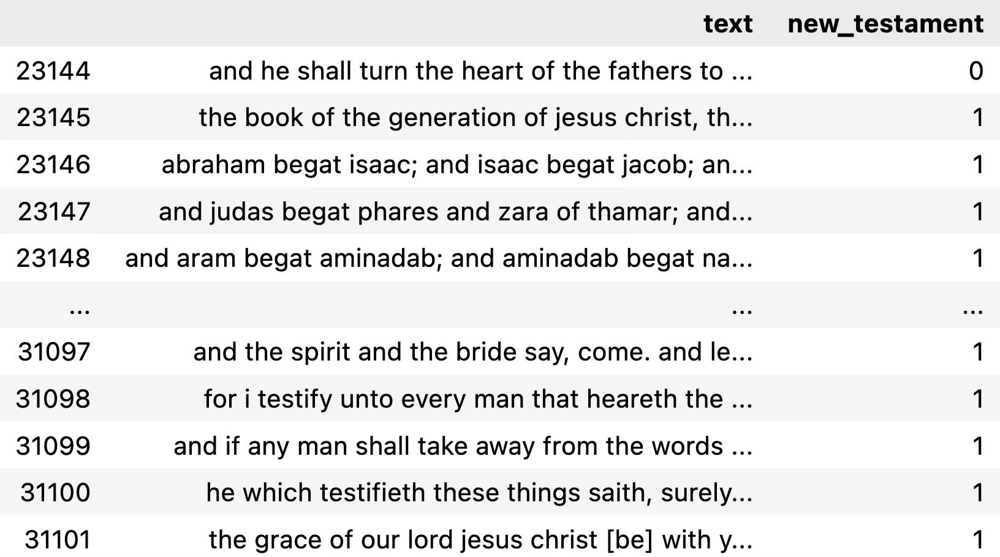 text new_testament
23144 and he shall turn the heart of the fathers to ... 0
23145 the book of the generation of jesus christ, th... 1
23146 abraham begat isaac; and isaac begat jacob; an... 1
23147 and judas begat phares and zara of thamar; and... 1
23148 and aram begat aminadab; and aminadab begat na... 1
... ... ...
31097 and the spirit and the bride say, come. and le... 1
31098 for i testify unto every man that heareth the ... 1
31099 and if any man shall take away from the words ... 1
31100 he which testifieth these things saith, surely... 1
31101 the grace of our lord jesus christ [be] with y... 1